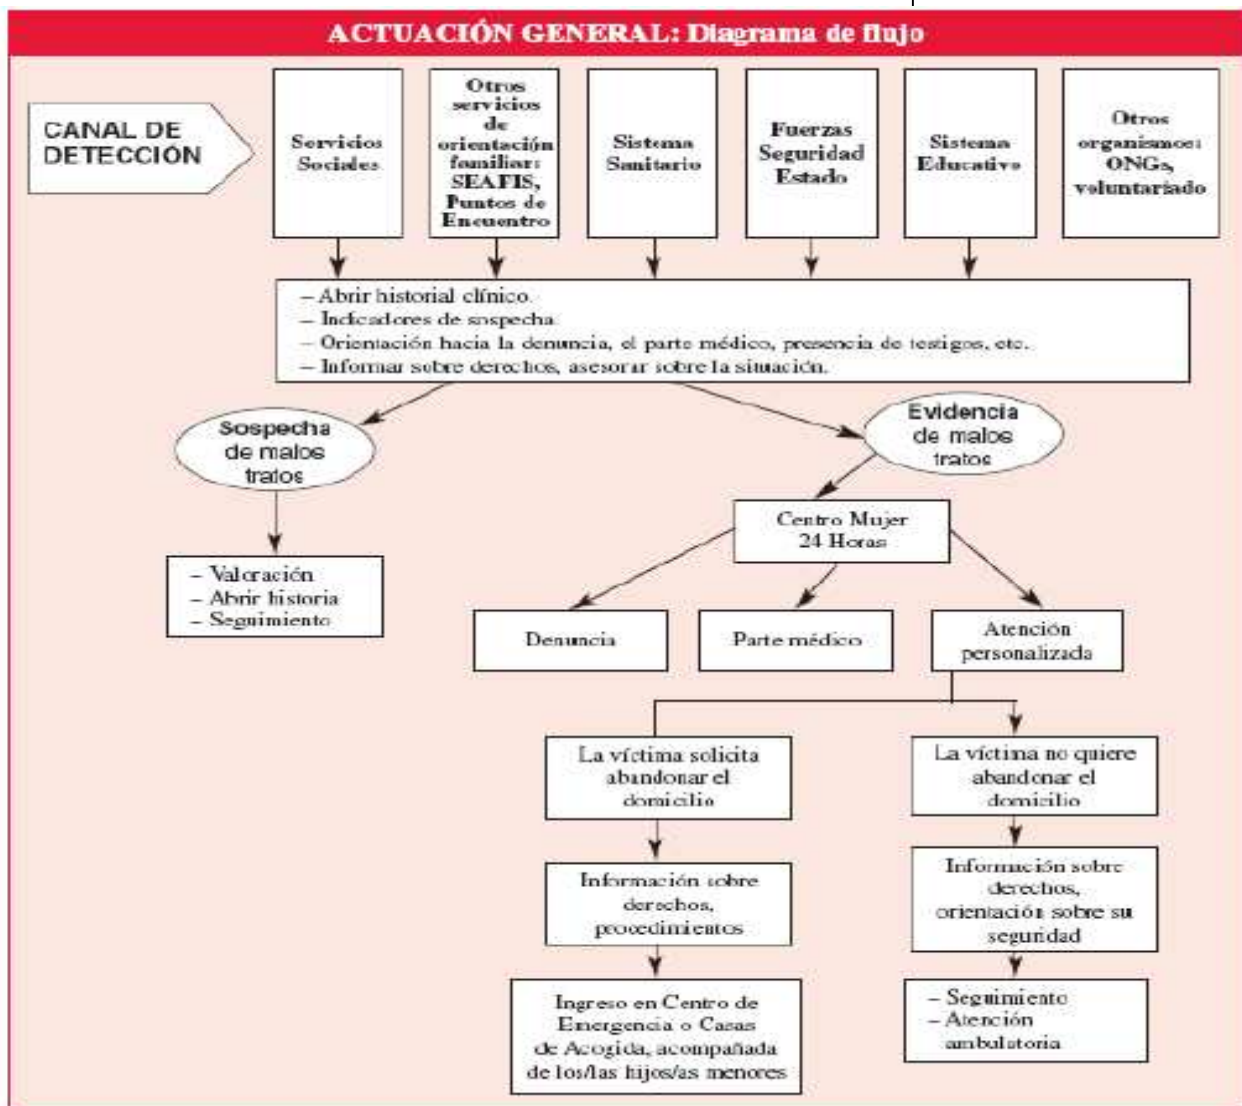 ACTUACIÓN GENERAL: Diagrama de flujo
CANAL DE
DETECCIÓN
Servicios
Sociales
Otros
servicios
de
orientación
familiar:
SEAFIS,
Puntos de
Encuentro
Sistema
Sanitario
Fuerzas
Seguridad
Estado
Sistema
Educativo
Otros
organismos:
ONGs,
voluntariado
– Abrir historial clínico.
– Indicadores de sospecha
– Orientación hacia la denuncia, el parte médico, presencia de testigos, etc.
– Informar sobre derechos, asesorar sobre la situación.
Sospecha
de malos
tratos
Evidencia
de malos
tratos
Centro Mujer
24 Horas
– Valoración
– Abrir historia
– Seguimiento
Denuncia
Parte médico
Atención
personalizada
La víctima solicita
abandonar el
domicilio
La víctima no quiere
abandonar el
domicilio
Información sobre
derechos,
procedimientos
Información sobre
derechos,
orientación sobre su
seguridad
Ingreso en Centro de
Emergencia o Casas
de Acogida, acompañada
de los/las hijos/as menores
– Seguimiento
– Atención
ambulatoria